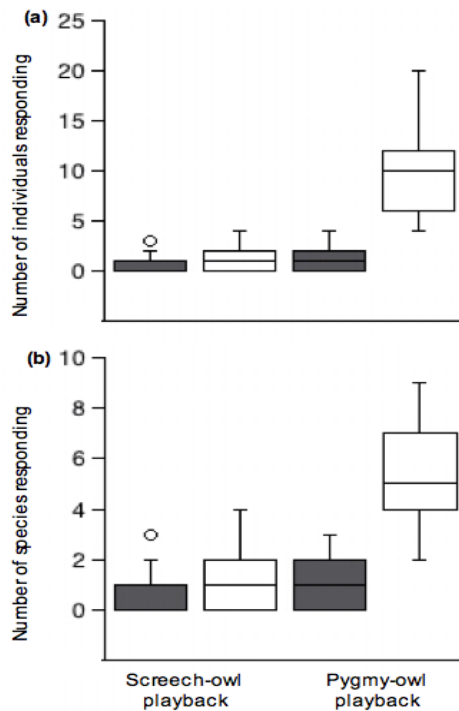 (a)
Number of individuals responding
25
20
15
10
5
0
(b)
Number of species responding
10
8
6
4
2
0
Screech-owl
playback
Pygmy-owl
playback